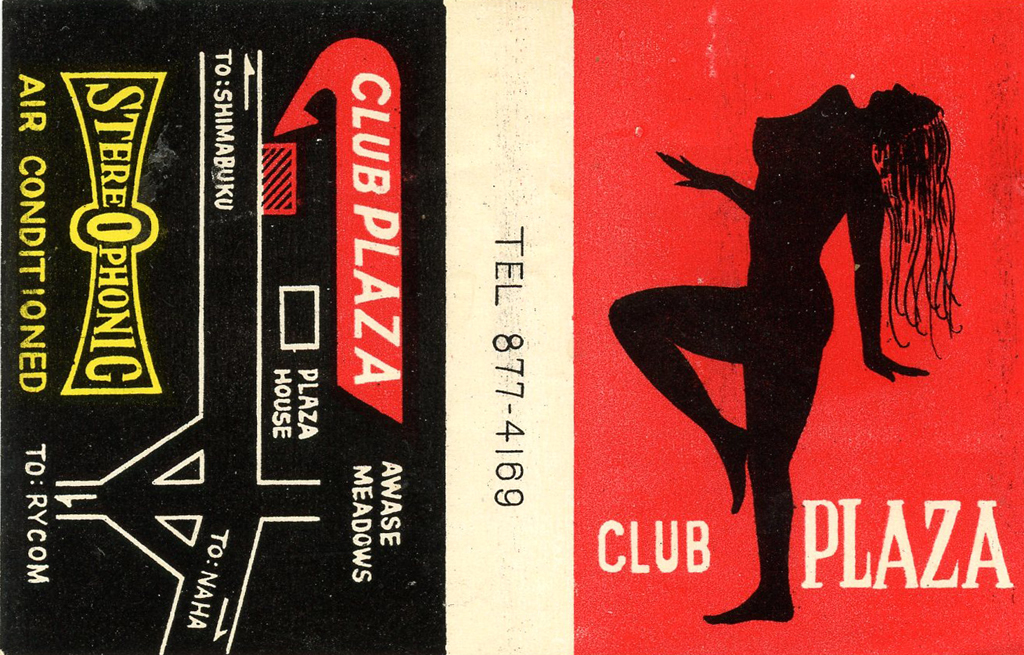 CLUB PLAZA
TO: SHIMABUKU
STEREOPHONIC
AIR CONDITIONED
PLAZA
HOUSE
AWASE
MEADOWS
TO: NAHA
TO: RYCOM
TEL 877-4169
CLUB PLAZA